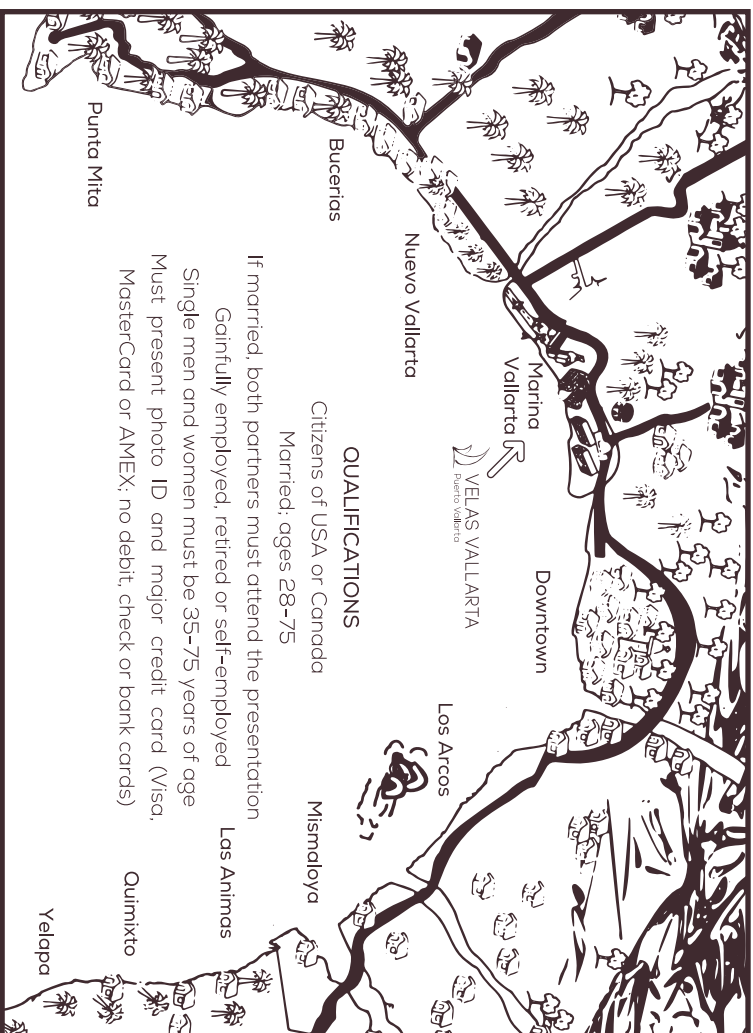 Punta Mita
Bucerias
Nuevo Vallarta
Marina
Vallarta
VELAS VALLARTA
Puerto Vallarta
Downtown
Los Arcos
Mismaloya
Las Animas
Quimixto
Yelapa
QUALIFICATIONS
Citizens of USA or Canada
Married; ages 28-75
If married, both partners must attend the presentation
Gainfully employed, retired or self-employed
Single men and women must be 35-75 years of age
Must present photo ID and major credit card (Visa,
MasterCard or AMEX; no debit, check or bank cards)